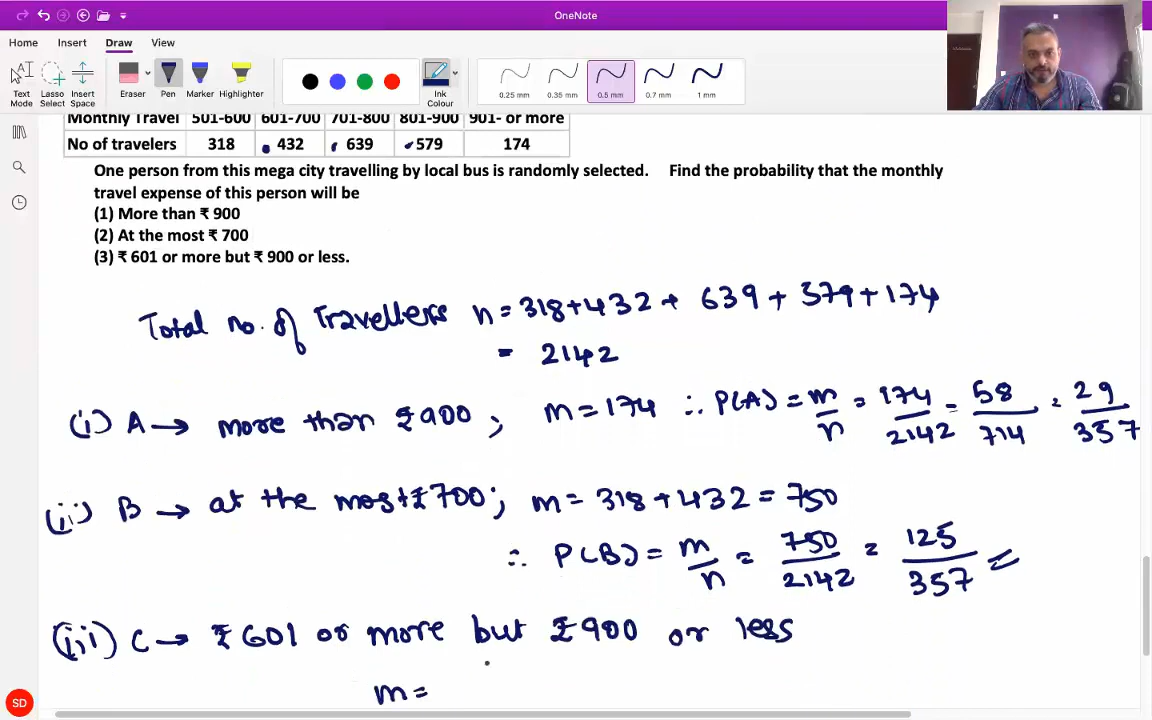 OneNote
Home Insert Draw View
Text Mode Lasso Select Insert Space Eraser Pen Marker Highlighter Ink Colour 0.25 mm 0.35 mm 0.5 mm 0.7 mm 1 mm
Monthly Travel 501-600 601-700 701-800 801-900 901- or more
No of travelers 318 432 639 579 174
One person from this mega city travelling by local bus is randomly selected. Find the probability that the monthly
travel expense of this person will be
(1) More than ₹ 900
(2) At the most ₹ 700
(3) ₹ 601 or more but ₹ 900 or less.
Total no. of Travellers n = 318+432+ 639 + 579+174
= 2142
(i) A → more than ₹900 ; m = 174 ∴ P(A) = m/n = 174/2142 = 58/714 = 29/357
(ii) B → at the most ₹700 ; m = 318 + 432 = 750
∴ P(B) = m/n = 750/2142 = 125/357
(iii) C → ₹601 or more but ₹900 or less
m =
SD